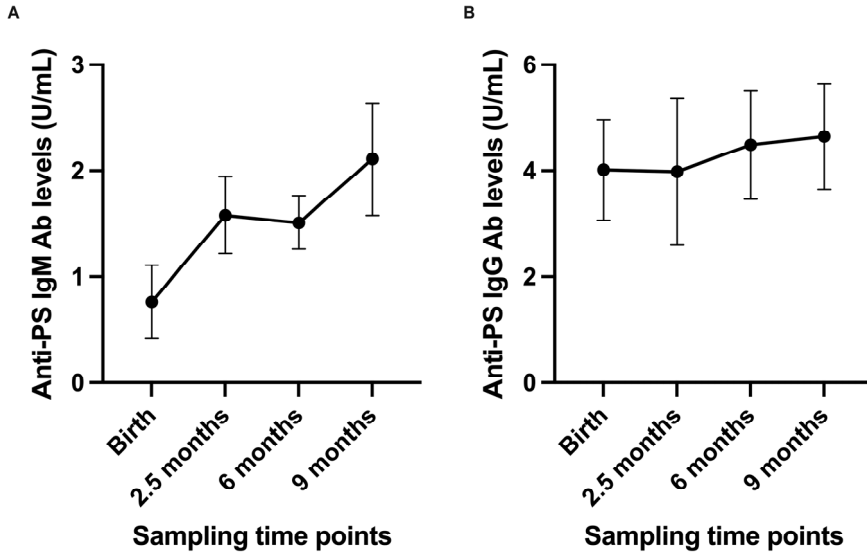 A
Anti-PS IgM Ab levels (U/mL)
3
2
1
0
Birth
2.5 months
6 months
9 months
Sampling time points
B
Anti-PS IgG Ab levels (U/mL)
6
4
2
0
Birth
2.5 months
6 months
9 months
Sampling time points